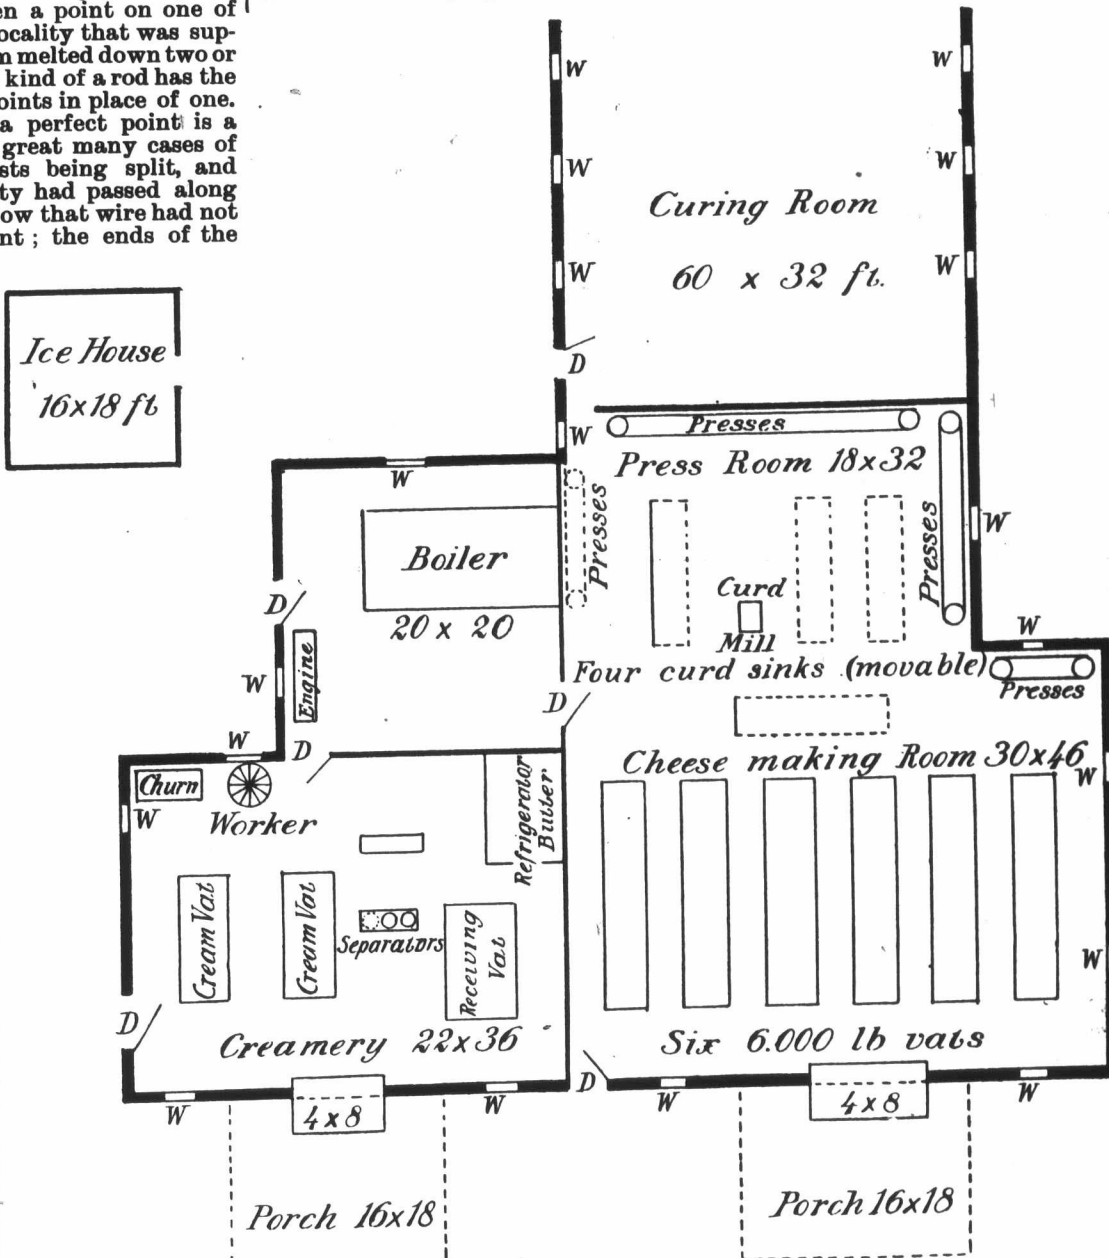 en a point on one of
ocality that was sup-
n melted down two or
kind of a rod has the
oints in place of one.
a perfect point is a
great many cases of
sts being split, and
ty had passed along
ow that wire had not
nt ; the ends of the
W
W
W
W
Curing Room
W
60 x 32 ft.
W
D
Ice House
16x18 ft
W
Presses
Press Room 18x32
W
Presses
Presses
W
Boiler
20 x 20
Curd
Mill
D
W
Engine
W
Four curd sinks (movable)
Presses
D
W
D
Cheese making Room 30x46
W
Churn
W
Worker
Refrigerator
Butter
Cream Vat
Cream Vat
Separators
Receiving
Vat
W
D
Creamery 22x36
Six 6.000 lb vats
D
W
4x8
W
W
4x8
W
Porch 16x18
Porch 16x18